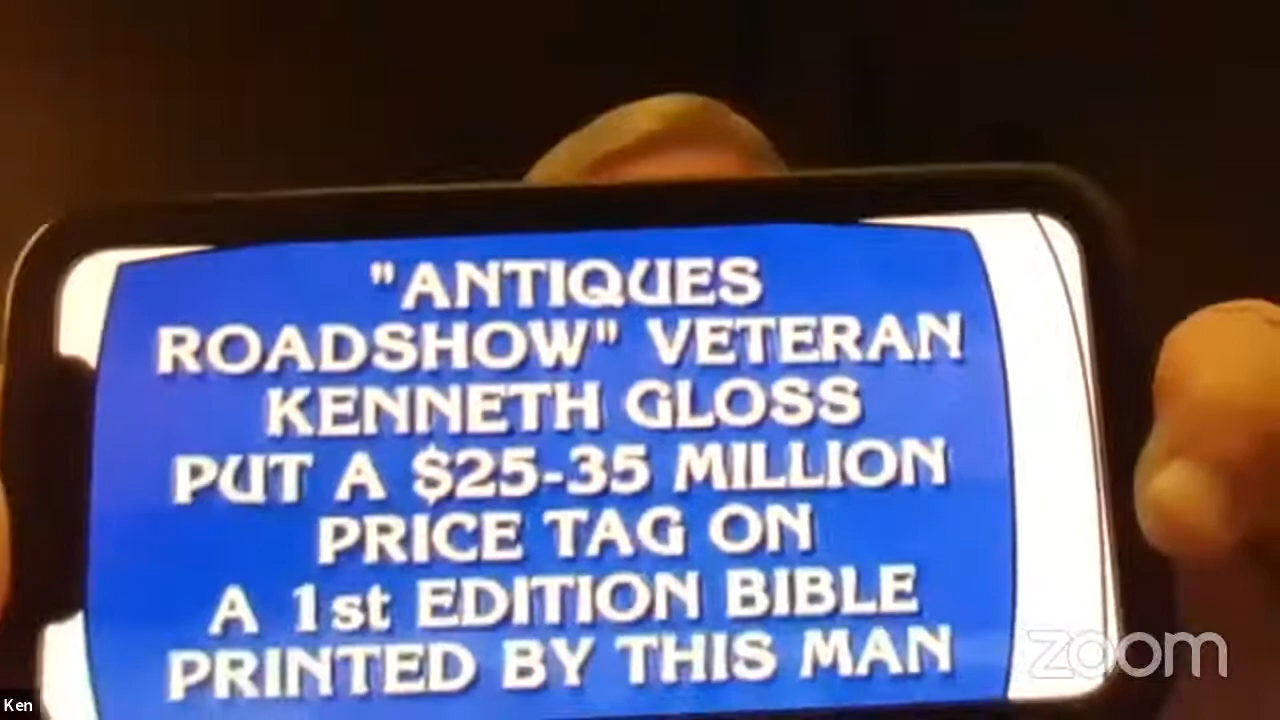 "ANTIQUES
ROADSHOW" VETERAN
KENNETH GLOSS
PUT A $25-35 MILLION
PRICE TAG ON
A 1st EDITION BIBLE
PRINTED BY THIS MAN
zoom
Ken